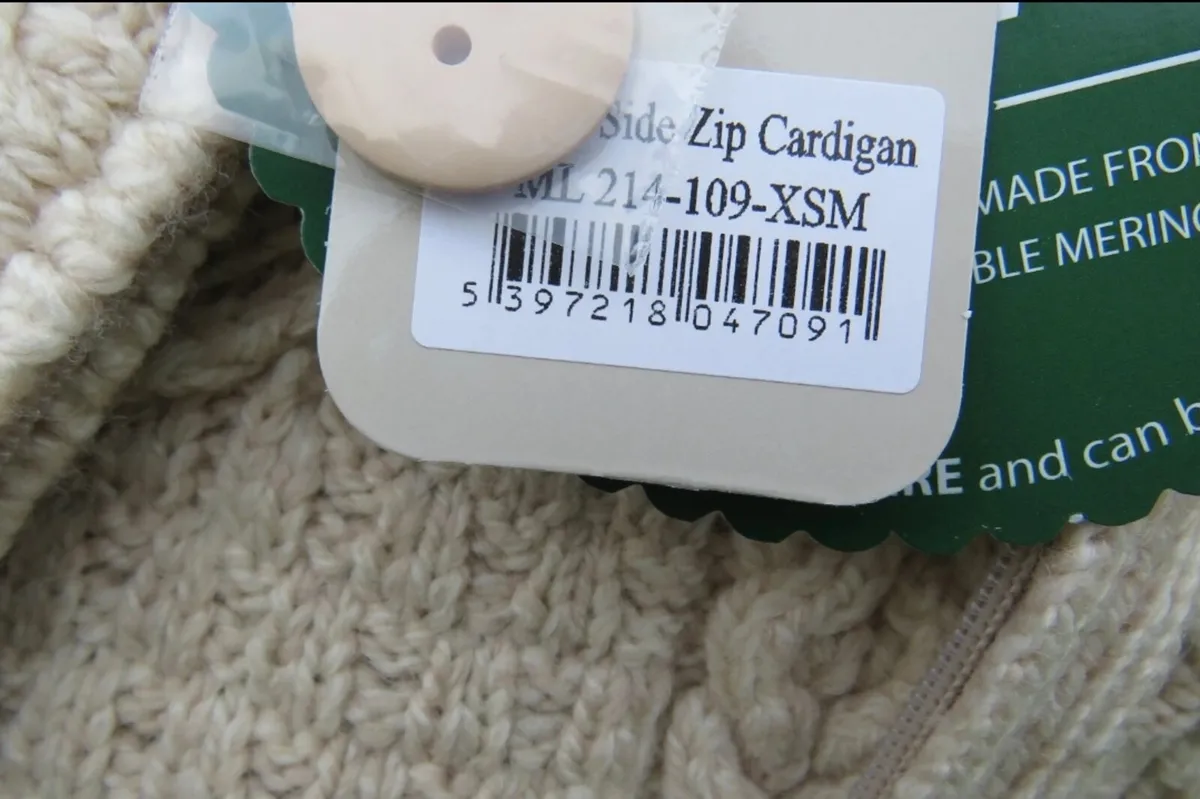 Side Zip Cardigan
ML 214-109-XSM
5 397218 047091
MADE FROM
BLE MERINO
RE and can b